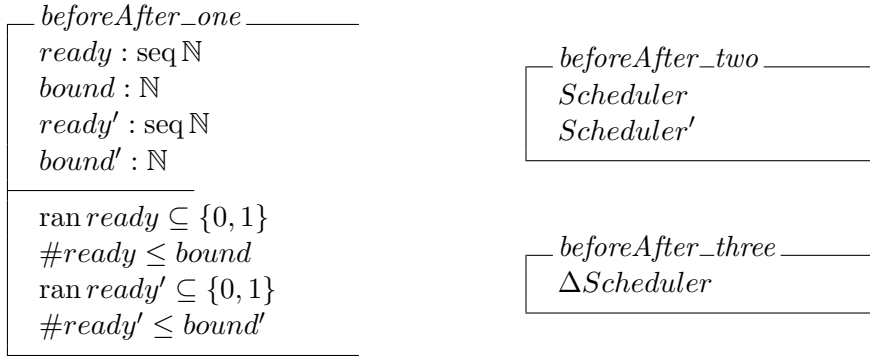 beforeAfter_one
ready : seq ℕ
bound : ℕ
ready′ : seq ℕ
bound′ : ℕ
ran ready ⊆ {0, 1}
#ready ≤ bound
ran ready′ ⊆ {0, 1}
#ready′ ≤ bound′
beforeAfter_two
Scheduler
Scheduler′
beforeAfter_three
ΔScheduler